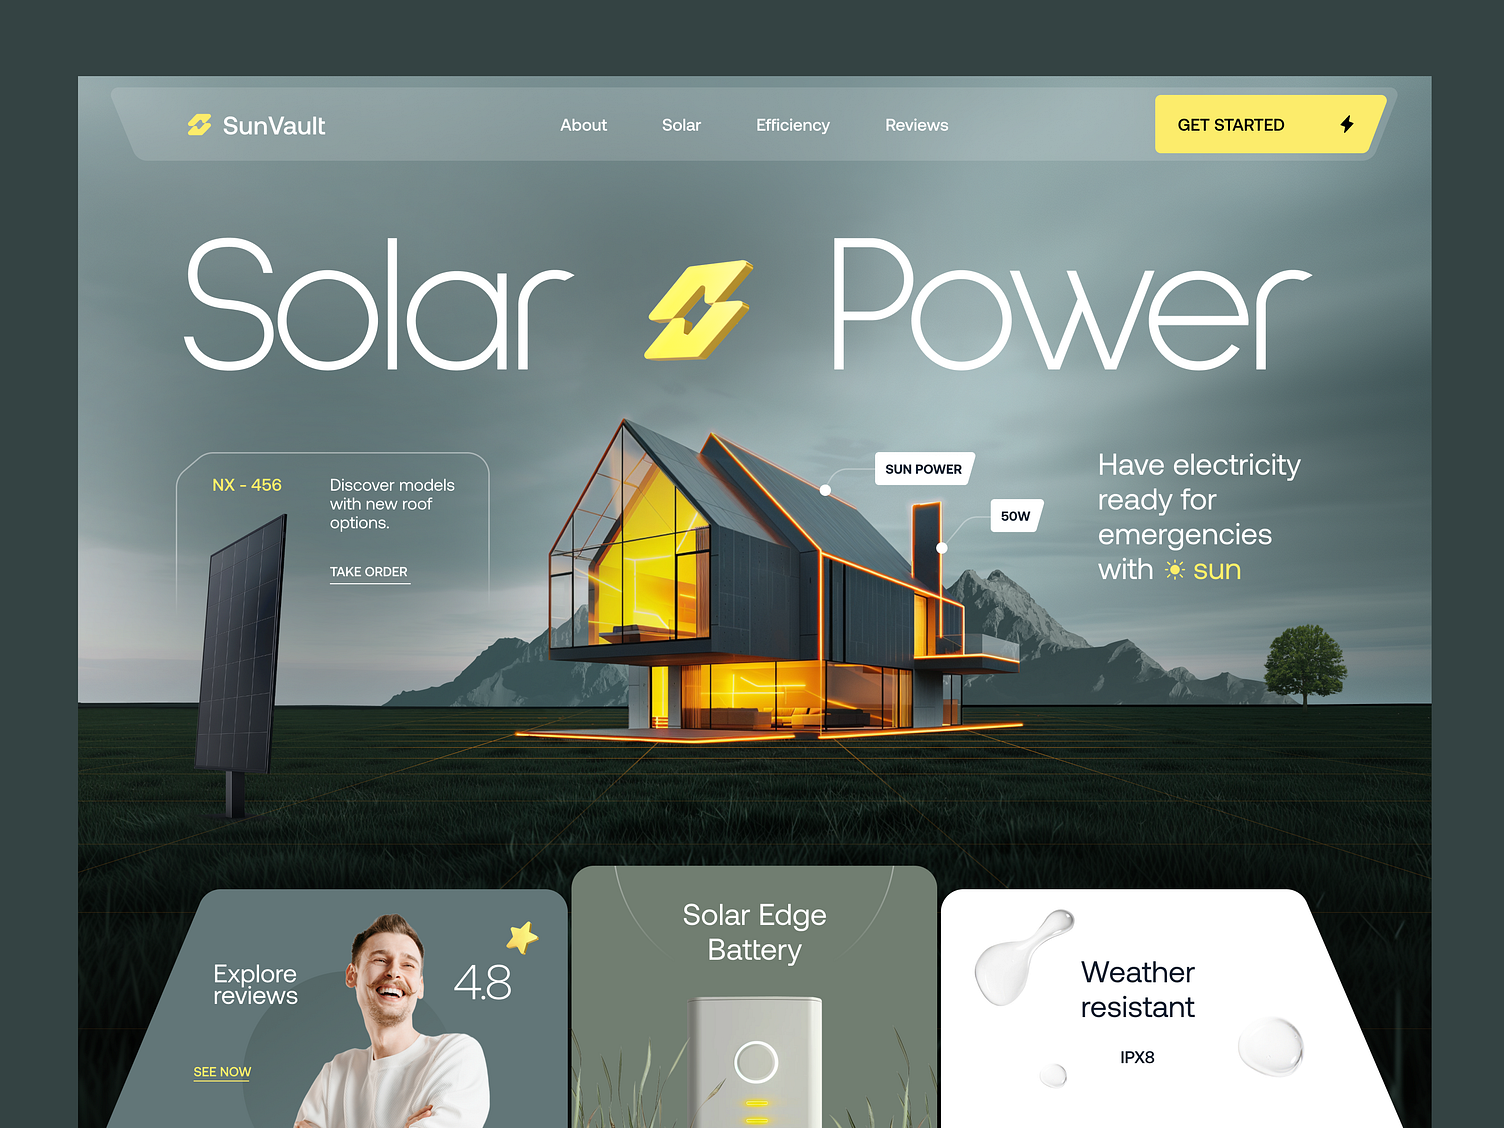 SunVault
About
Solar
Efficiency
Reviews
GET STARTED
Solar Power
NX - 456
Discover models
with new roof
options.
TAKE ORDER
SUN POWER
50W
Have electricity
ready for
emergencies
with sun
Explore
reviews
4.8
SEE NOW
Solar Edge
Battery
Weather
resistant
IPX8